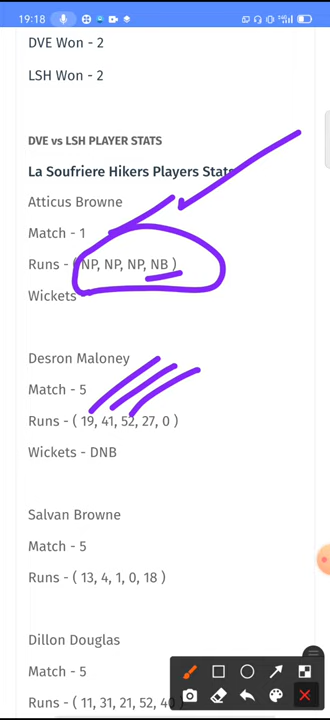 19:18
DVE Won - 2
LSH Won - 2
DVE vs LSH PLAYER STATS
La Soufriere Hikers Players Stats
Atticus Browne
Match - 1
Runs - ( NP, NP, NP, NB )
Wickets
Desron Maloney
Match - 5
Runs - ( 19, 41, 52, 27, 0 )
Wickets - DNB
Salvan Browne
Match - 5
Runs - ( 13, 4, 1, 0, 18 )
Dillon Douglas
Match - 5
Runs - ( 11, 31, 21, 52, 4